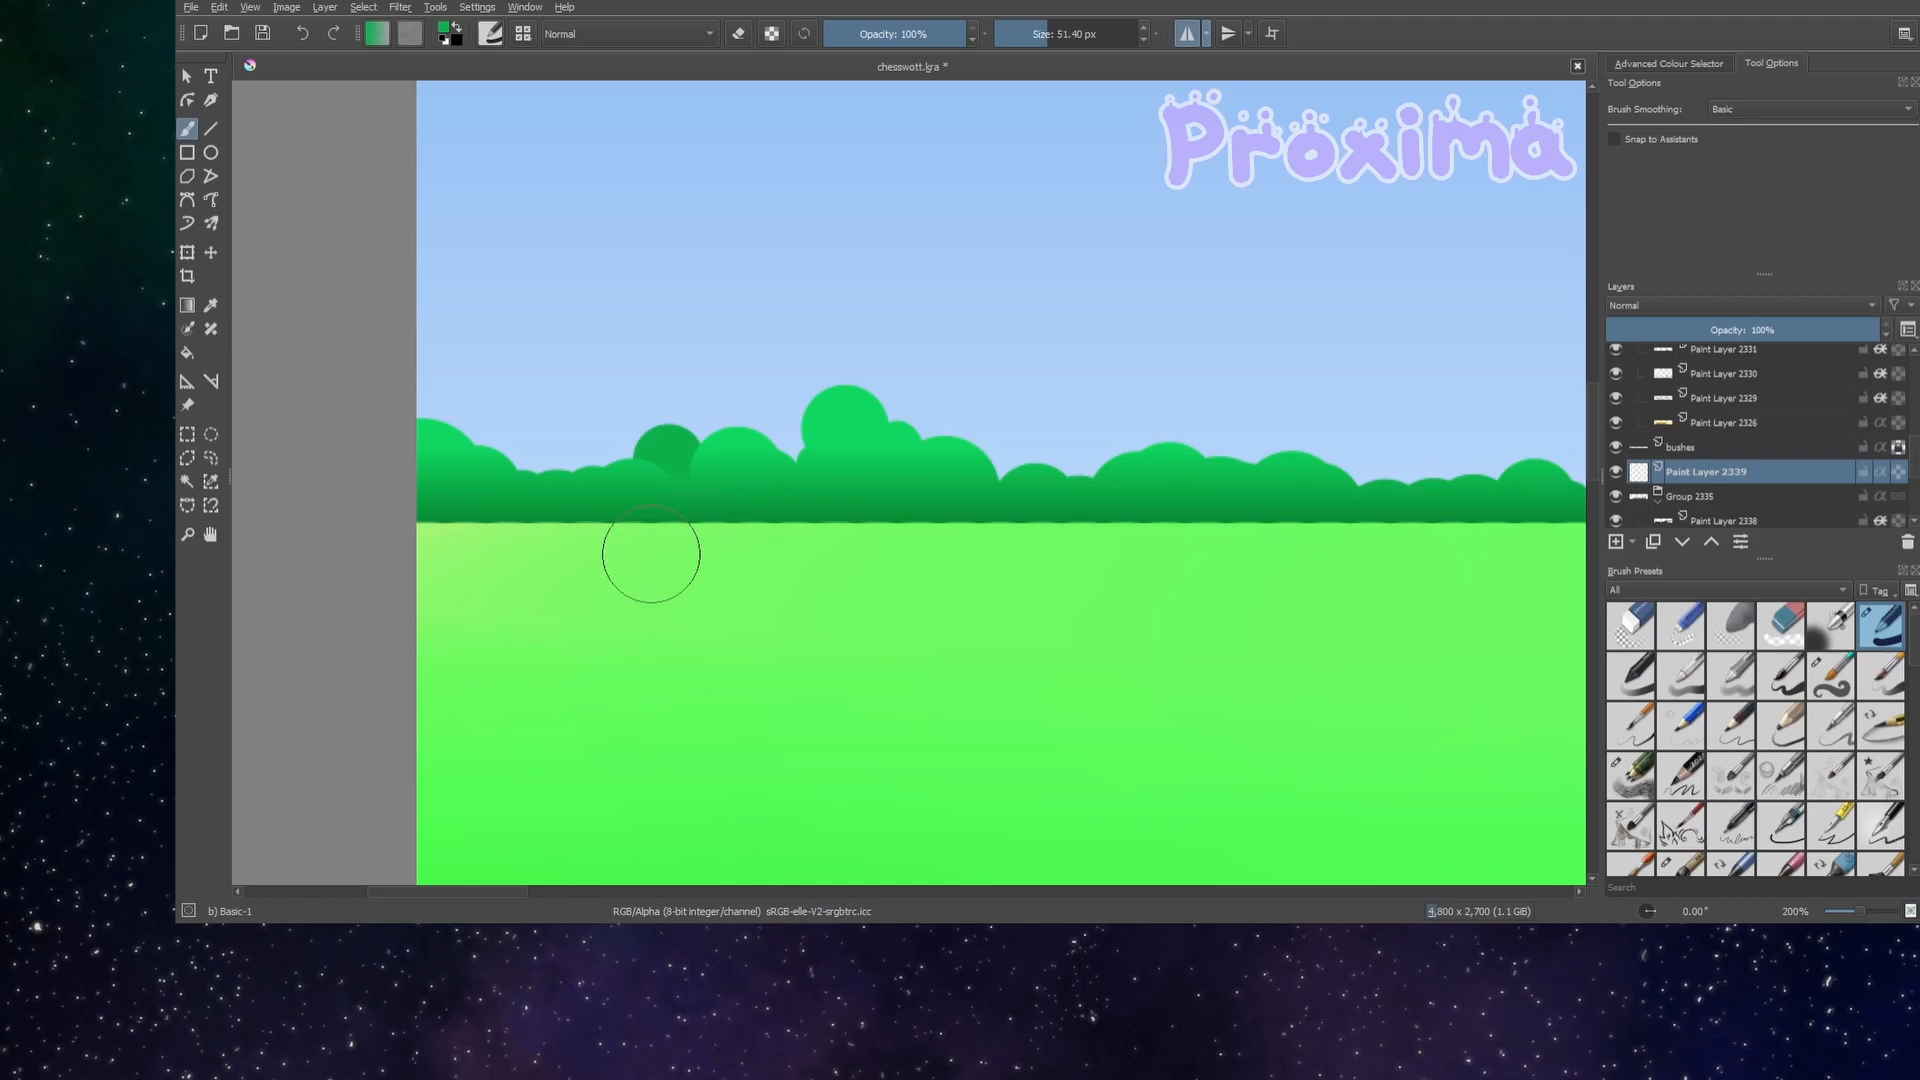 File Edit View Image Layer Select Filter Tools Settings Window Help
Normal
Opacity: 100%
Size: 51.40 px
chesswott.kra *
Advanced Colour Selector
Tool Options
Tool Options
Brush Smoothing: Basic
Snap to Assistants
Proxima
Layers
Normal
Opacity: 100%
Paint Layer 2331
Paint Layer 2330
Paint Layer 2329
Paint Layer 2326
bushes
Paint Layer 2339
Group 2335
Paint Layer 2338
Brush Presets
All
Tag
Search
b) Basic-1
RGB/Alpha (8-bit integer/channel) sRGB-elle-V2-srgbtrc.icc
4,800 x 2,700 (1.1 GiB)
0.00°
200%